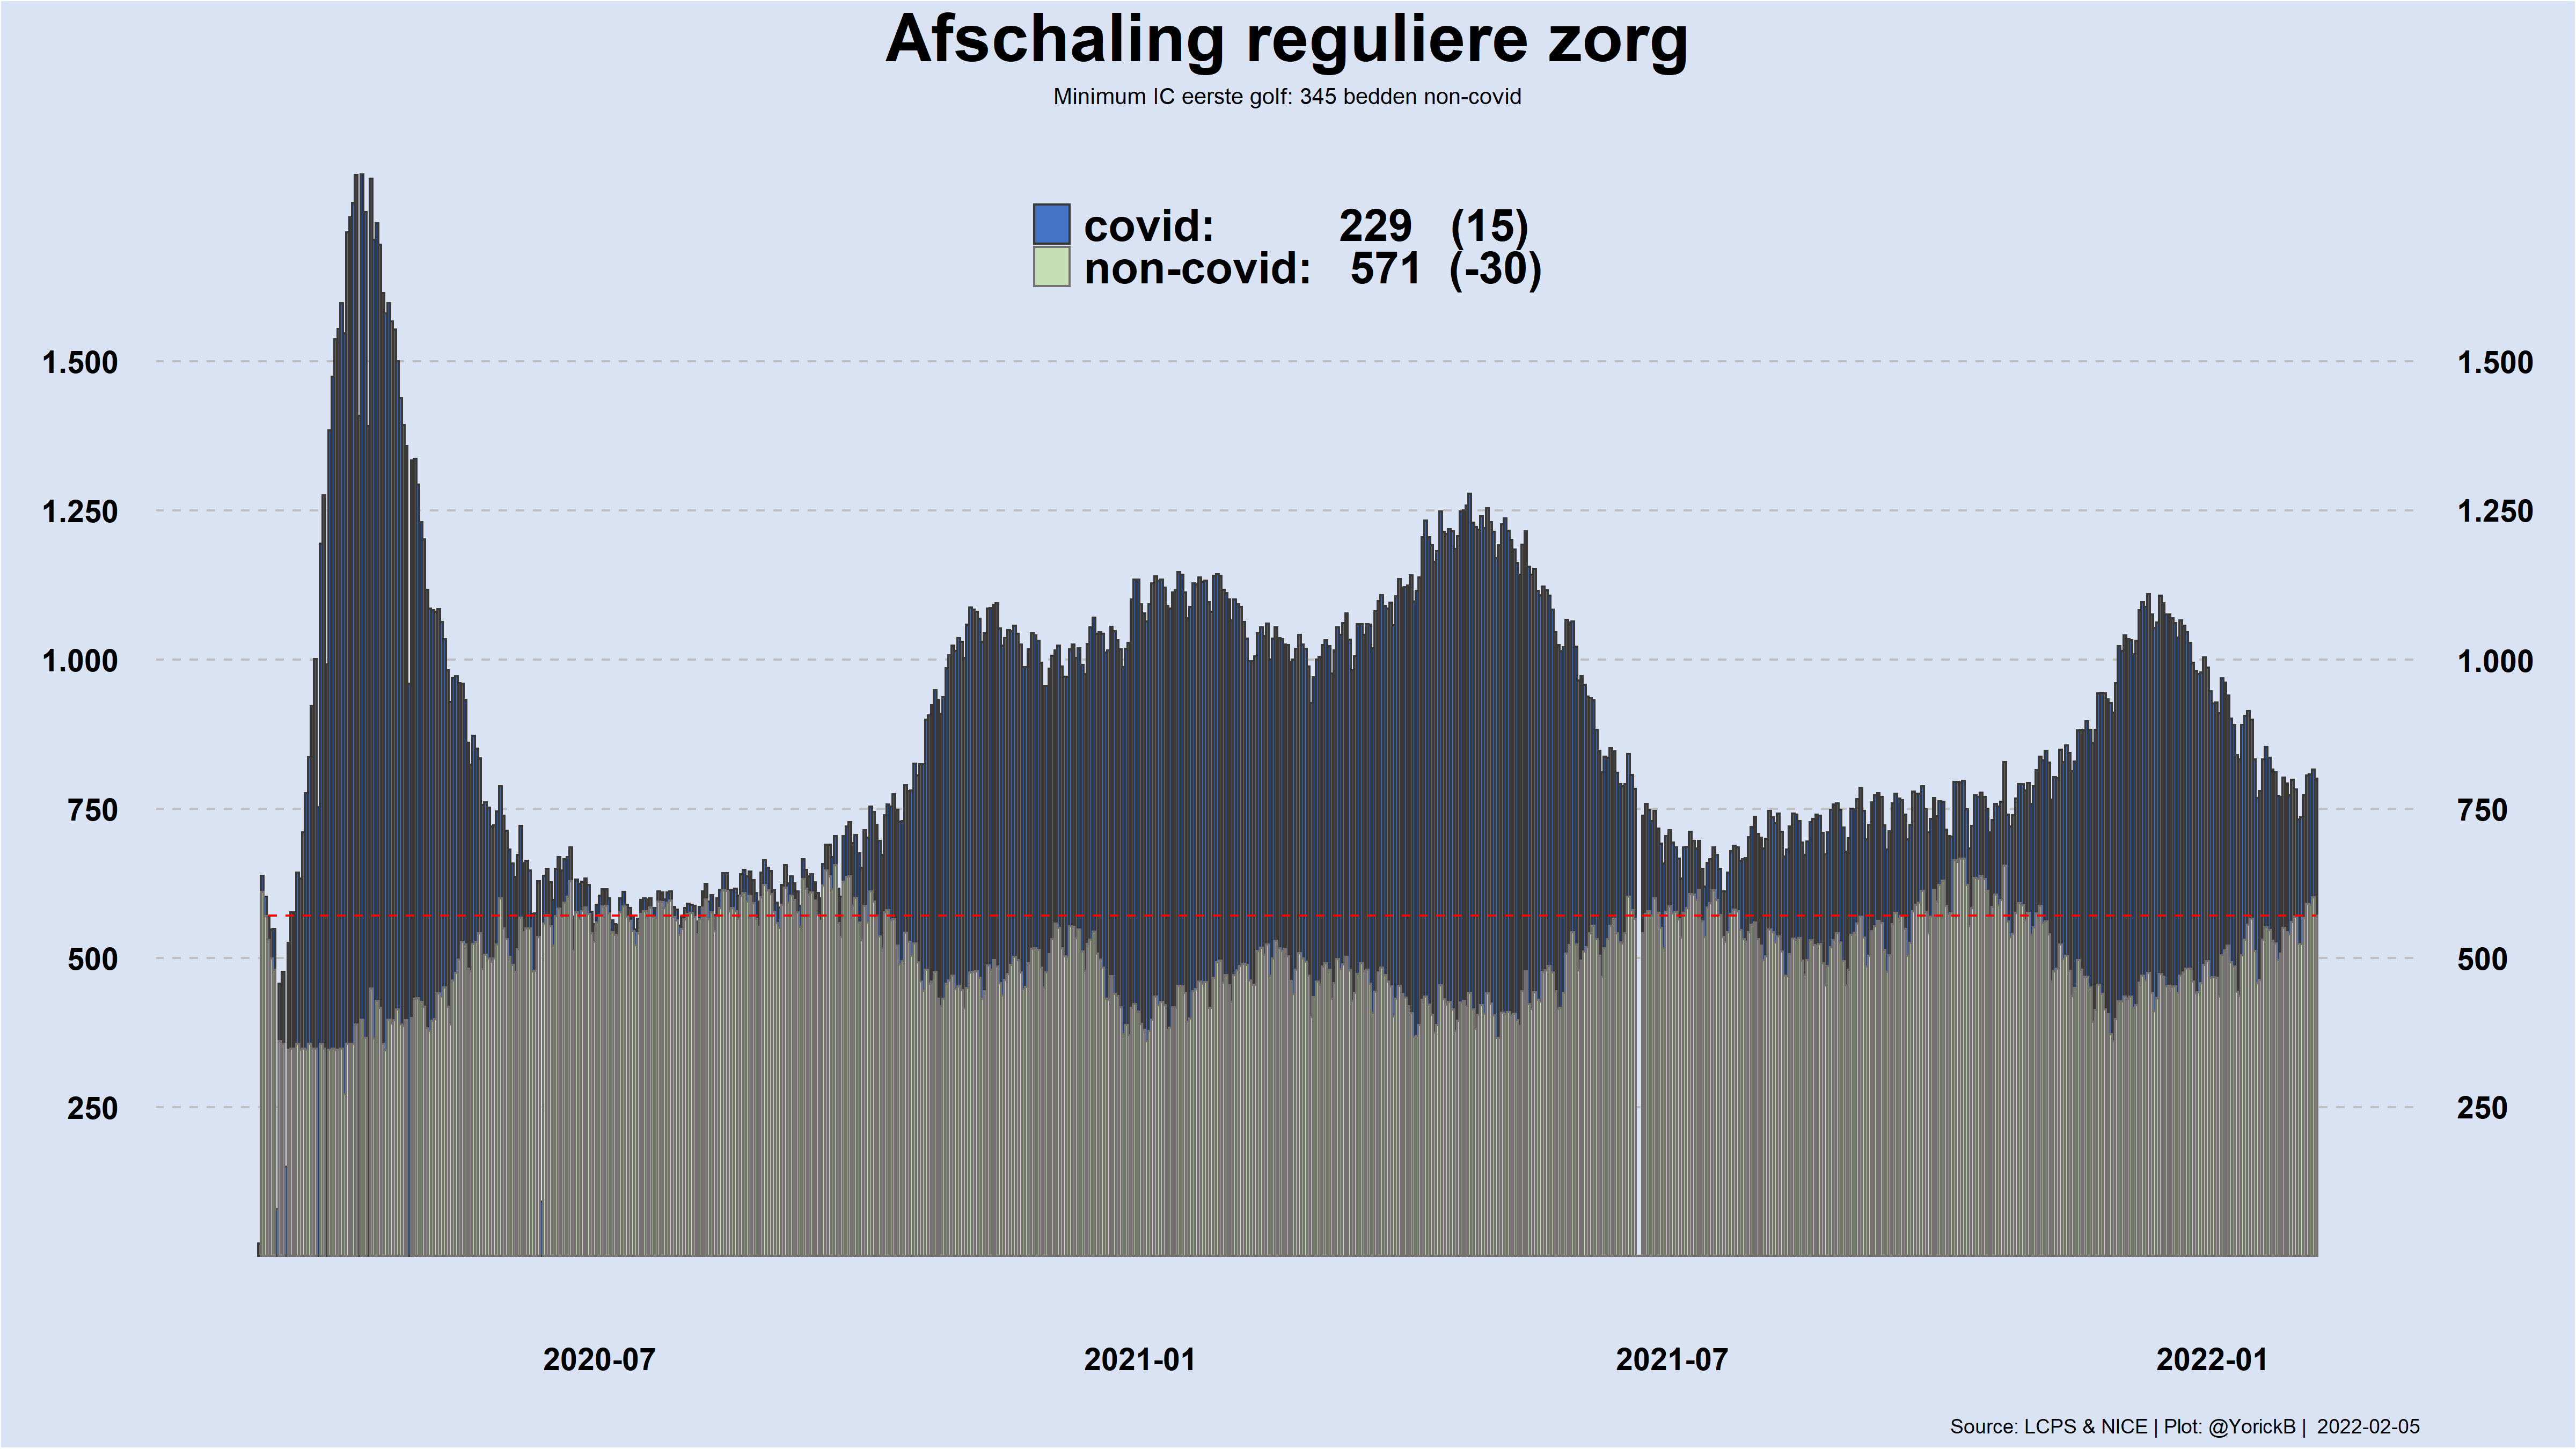 Afschaling reguliere zorg
Minimum IC eerste golf: 345 bedden non-covid
covid: 229 (15)
non-covid: 571 (-30)
1.500 1.500
1.250 1.250
1.000 1.000
750 750
500 500
250 250
2020-07 2021-01 2021-07 2022-01
Source: LCPS & NICE | Plot: @YorickB | 2022-02-05